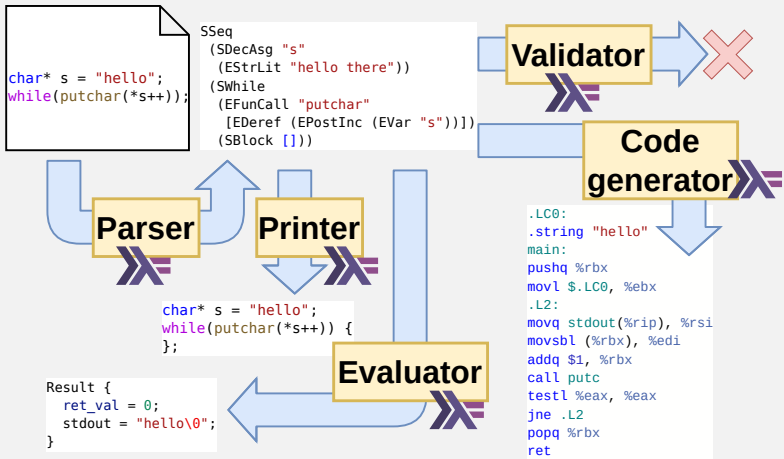 char* s = "hello";
while(putchar(*s++));
SSeq
(SDecAsg "s"
(EStrLit "hello there"))
(SWhile
(EFunCall "putchar"
[EDeref (EPostInc (EVar "s"))])
(SBlock []))
Validator
Code
generator
Parser
Printer
char* s = "hello";
while(putchar(*s++)) {
};
Evaluator
Result {
ret_val = 0;
stdout = "hello\0";
}
.LC0:
.string "hello"
main:
pushq %rbx
movl $.LC0, %ebx
.L2:
movq stdout(%rip), %rsi
movsbl (%rbx), %edi
addq $1, %rbx
call putc
testl %eax, %eax
jne .L2
popq %rbx
ret